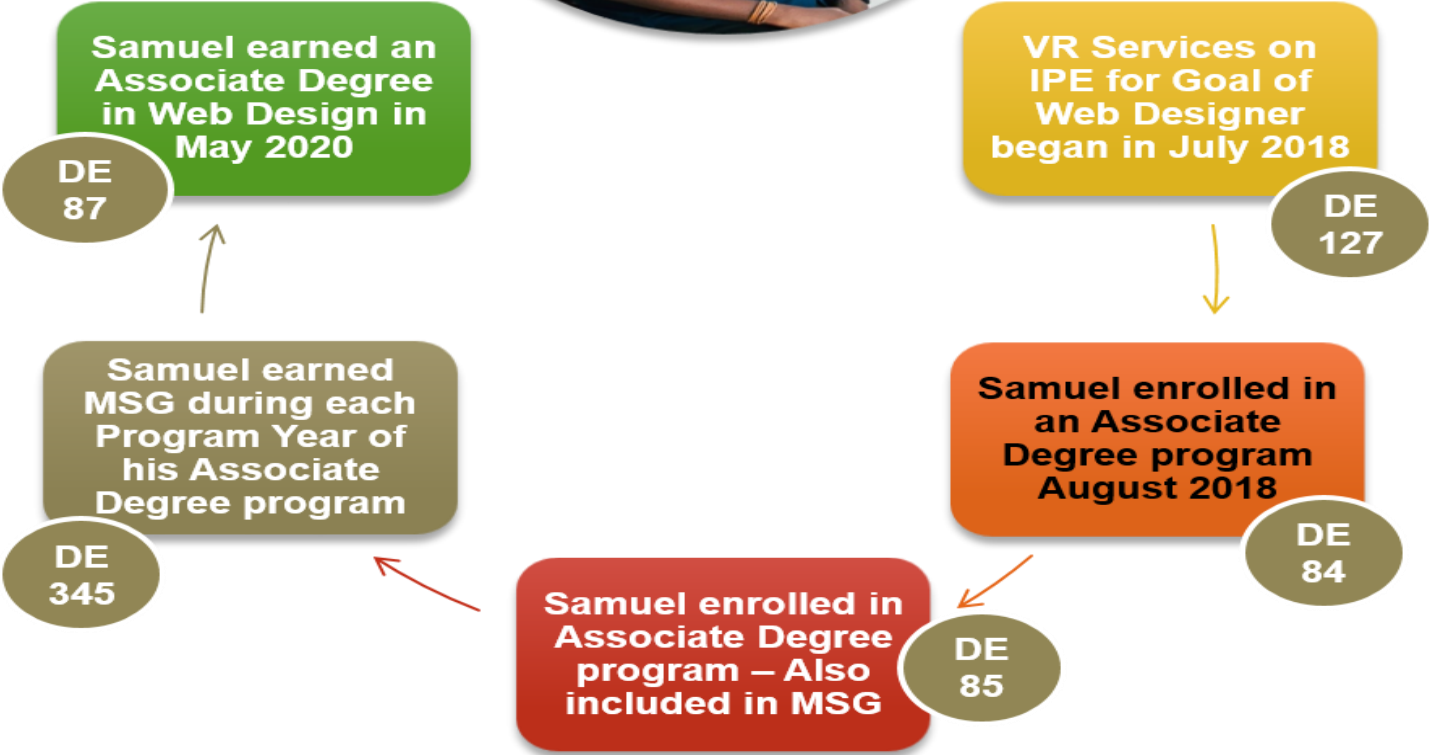 VR Services on
IPE for Goal of
Web Designer
began in July 2018
DE
127
Samuel enrolled in
an Associate
Degree program
August 2018
DE
84
Samuel enrolled in
Associate Degree
program – Also
included in MSG
DE
85
Samuel earned
MSG during each
Program Year of
his Associate
Degree program
DE
345
Samuel earned an
Associate Degree
in Web Design in
May 2020
DE
87